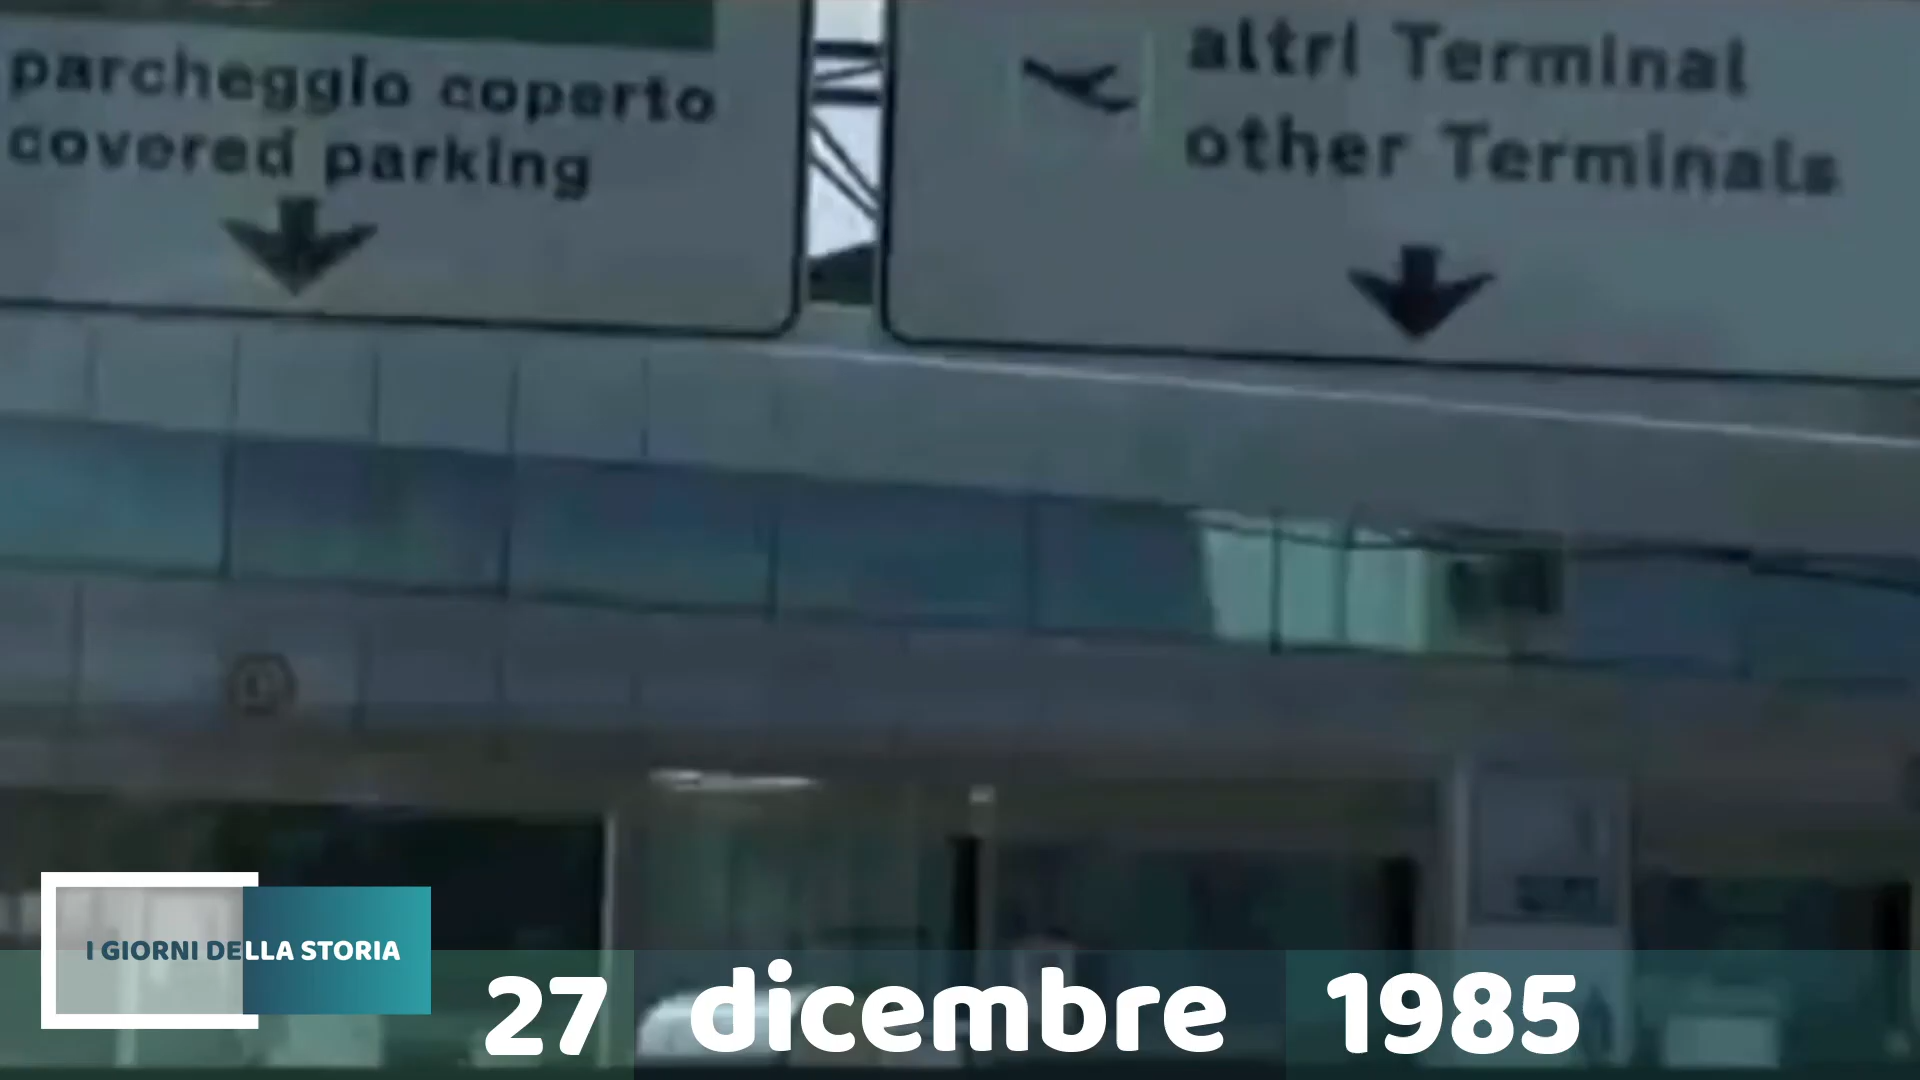 parcheggio coperto
covered parking
altri Terminal
other Terminals
I GIORNI DELLA STORIA
27 dicembre 1985